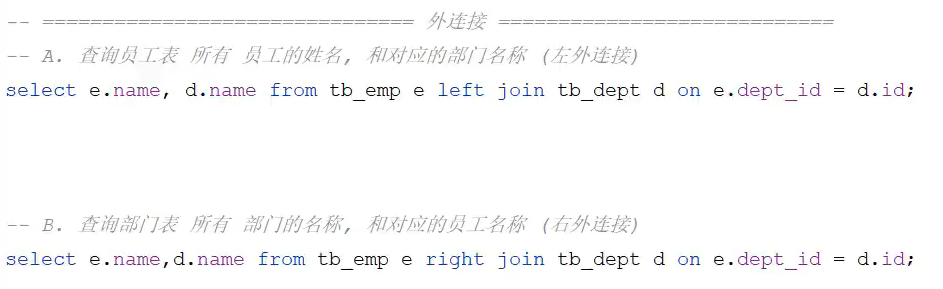 -- =============================== 外连接 ============================
-- A. 查询员工表 所有 员工的姓名, 和对应的部门名称 (左外连接)
select e.name, d.name from tb_emp e left join tb_dept d on e.dept_id = d.id;
-- B. 查询部门表 所有 部门的名称, 和对应的员工名称 (右外连接)
select e.name,d.name from tb_emp e right join tb_dept d on e.dept_id = d.id;